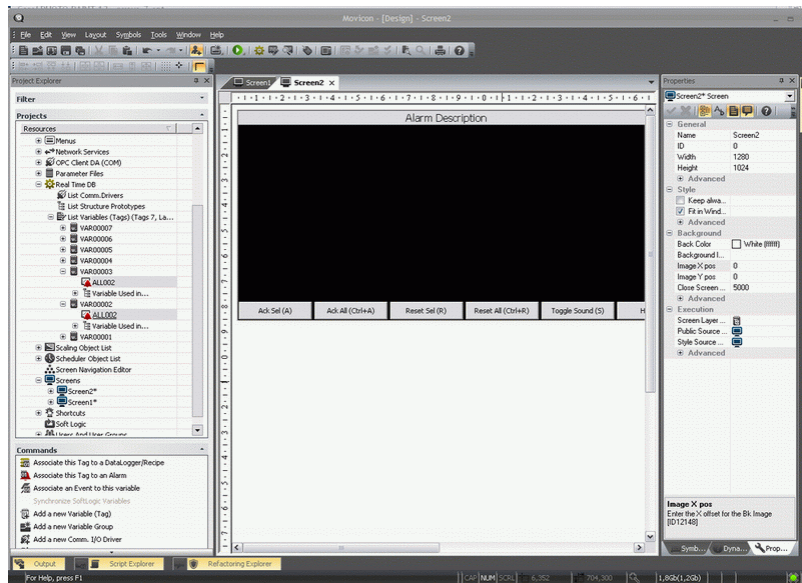 Movicon - [Design] - Screen2
File Edit View Layout Symbols Tools Window Help
Project Explorer
Filter
Projects
Resources
Menus
Network Services
OPC Client DA (COM)
Parameter Files
Real Time DB
List Comm.Drivers
List Structure Prototypes
List Variables (Tags) (Tags 7, La...
VAR00007
VAR00006
VAR00005
VAR00004
VAR00003
ALL002
Variable Used in...
VAR00002
ALL002
Variable Used in...
VAR00001
Scaling Object List
Scheduler Object List
Screen Navigation Editor
Screens
Screen2*
Screen1*
Shortcuts
Soft Logic
Users And User Groups
Commands
Associate this Tag to a DataLogger/Recipe
Associate this Tag to an Alarm
Associate an Event to this variable
Synchronize SoftLogic Variables
Add a new Variable (Tag)
Add a new Variable Group
Add a new Comm. I/O Driver
Screen1 Screen2
Alarm Description
Ack Sel (A) Ack All (Ctrl+A) Reset Sel (R) Reset All (Ctrl+R) Toggle Sound (S) H
Properties
Screen2* Screen
General
Name Screen2
ID 0
Width 1280
Height 1024
Advanced
Style
Keep alwa...
Fit in Wind...
Advanced
Background
Back Color White (ffffff)
Background I...
Image X pos 0
Image Y pos 0
Close Screen ... 5000
Advanced
Execution
Screen Layer ...
Public Source ...
Style Source ...
Advanced
Image X pos
Enter the X offset for the Bk Image
[ID12148]
Symb... Dyna... Prop...
Output Script Explorer Refactoring Explorer
For Help, press F1 CAP NUM SCRL 6,352 704,300 1,8Gb(1,2Gb)